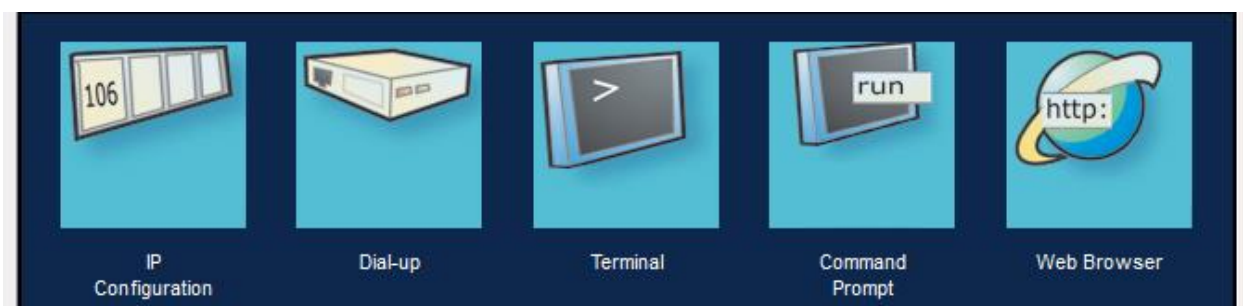 106
>
run
http:
IP
Configuration
Dial-up
Terminal
Command
Prompt
Web Browser